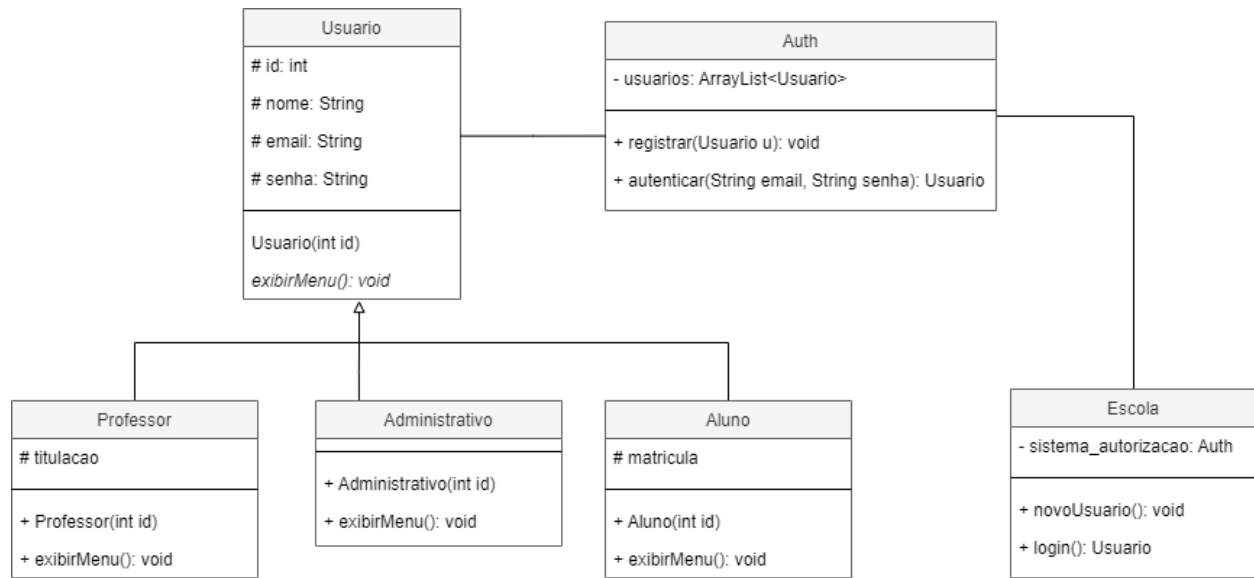 Usuario
# id: int
# nome: String
# email: String
# senha: String
Usuario(int id)
exibirMenu(): void
Auth
- usuarios: ArrayList<Usuario>
+ registrar(Usuario u): void
+ autenticar(String email, String senha): Usuario
Professor
# titulacao
+ Professor(int id)
+ exibirMenu(): void
Administrativo
+ Administrativo(int id)
+ exibirMenu(): void
Aluno
# matricula
+ Aluno(int id)
+ exibirMenu(): void
Escola
- sistema_autorizacao: Auth
+ novoUsuario(): void
+ login(): Usuario